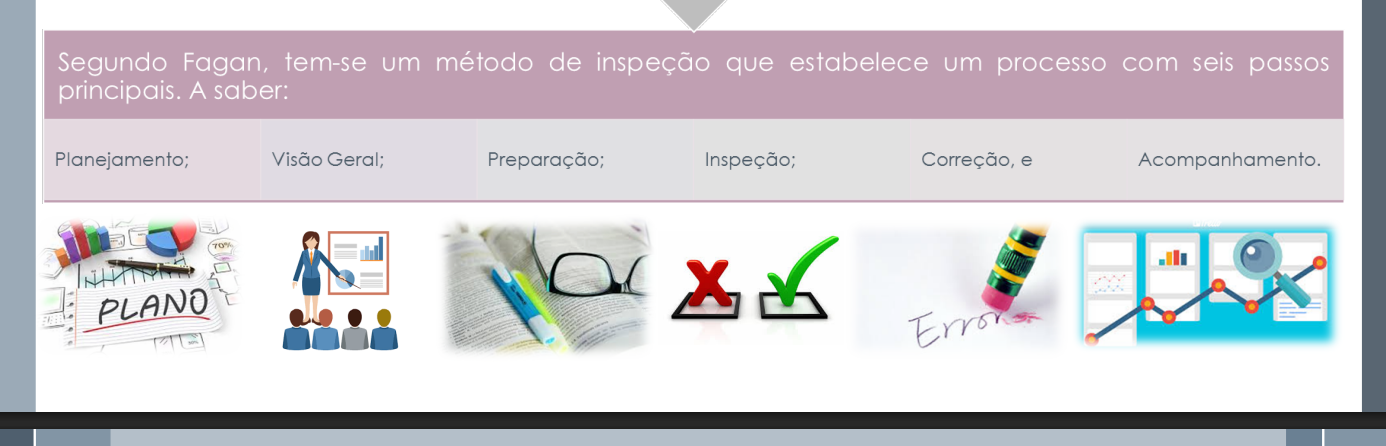 Segundo Fagan, tem-se um método de inspeção que estabelece um processo com seis passos
principais. A saber:
Planejamento;
Visão Geral;
Preparação;
Inspeção;
Correção, e
Acompanhamento.
70%
PLANO
Error